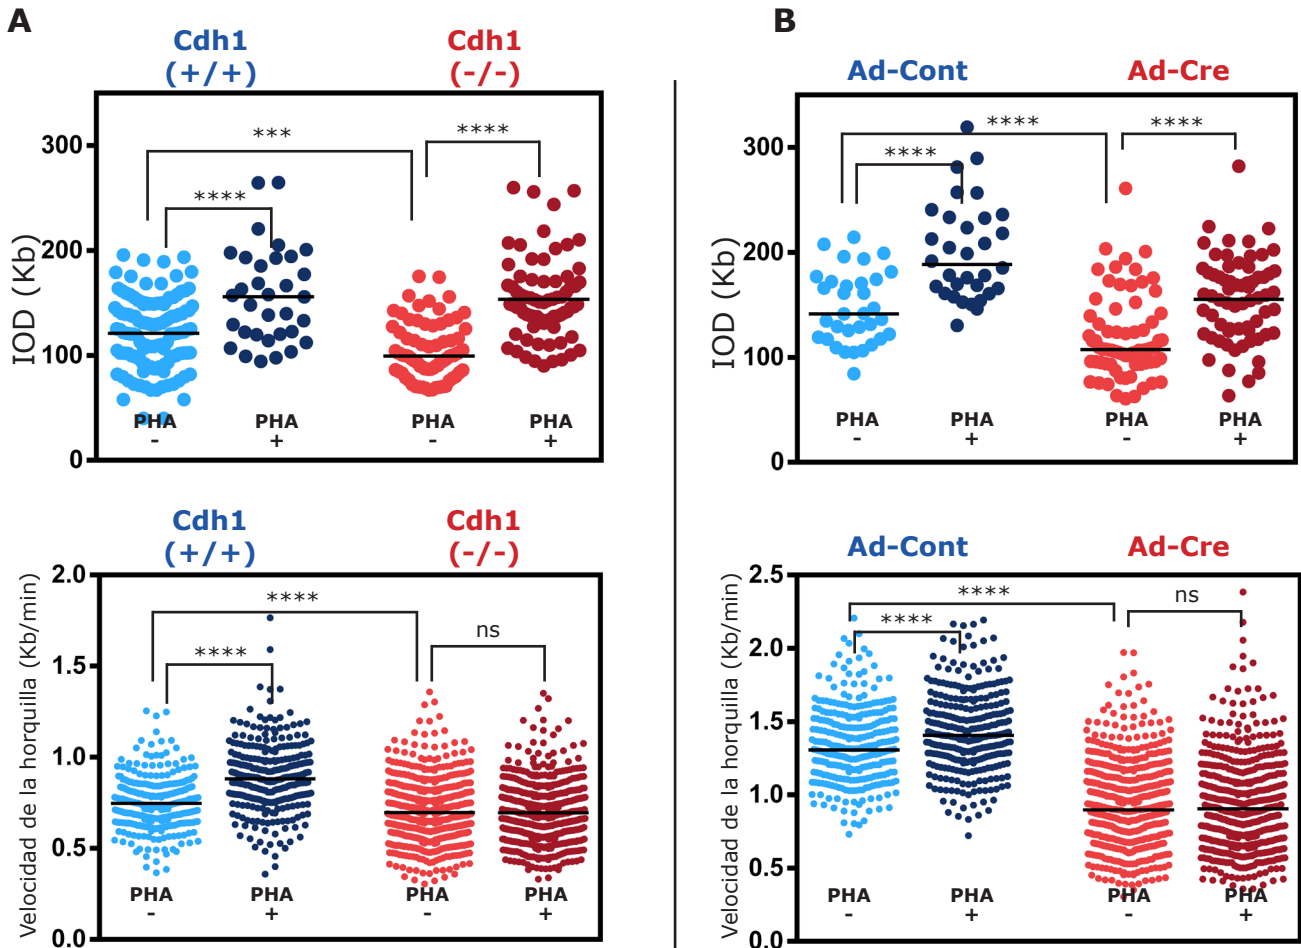 A
B
Cdh1
(+/+)
Cdh1
(-/-)
Ad-Cont
Ad-Cre
IOD (Kb)
300
200
100
0
***
****
****
PHA
-
PHA
+
PHA
-
PHA
+
IOD (Kb)
300
200
100
0
****
****
****
PHA
-
PHA
+
PHA
-
PHA
+
Cdh1
(+/+)
Cdh1
(-/-)
Ad-Cont
Ad-Cre
Velocidad de la horquilla (Kb/min)
2.0
1.5
1.0
0.5
0.0
****
****
ns
PHA
-
PHA
+
PHA
-
PHA
+
Velocidad de la horquilla (Kb/min)
2.5
2.0
1.5
1.0
0.5
0.0
****
****
ns
PHA
-
PHA
+
PHA
-
PHA
+